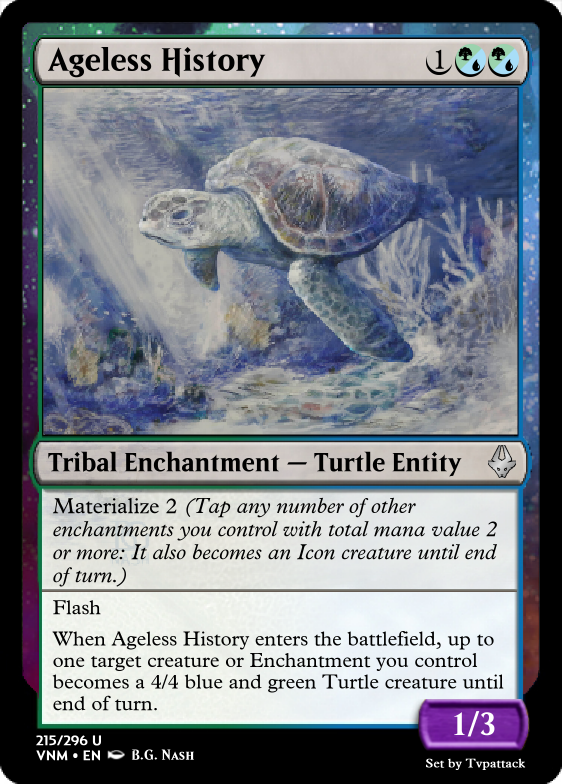 Ageless History 1
Tribal Enchantment — Turtle Entity
Materialize 2 (Tap any number of other
enchantments you control with total mana value 2
or more: It also becomes an Icon creature until end
of turn.)
Flash
When Ageless History enters the battlefield, up to
one target creature or Enchantment you control
becomes a 4/4 blue and green Turtle creature until
end of turn.
1/3
215/296 U
VNM • EN B.G. Nash
Set by Tvpattack